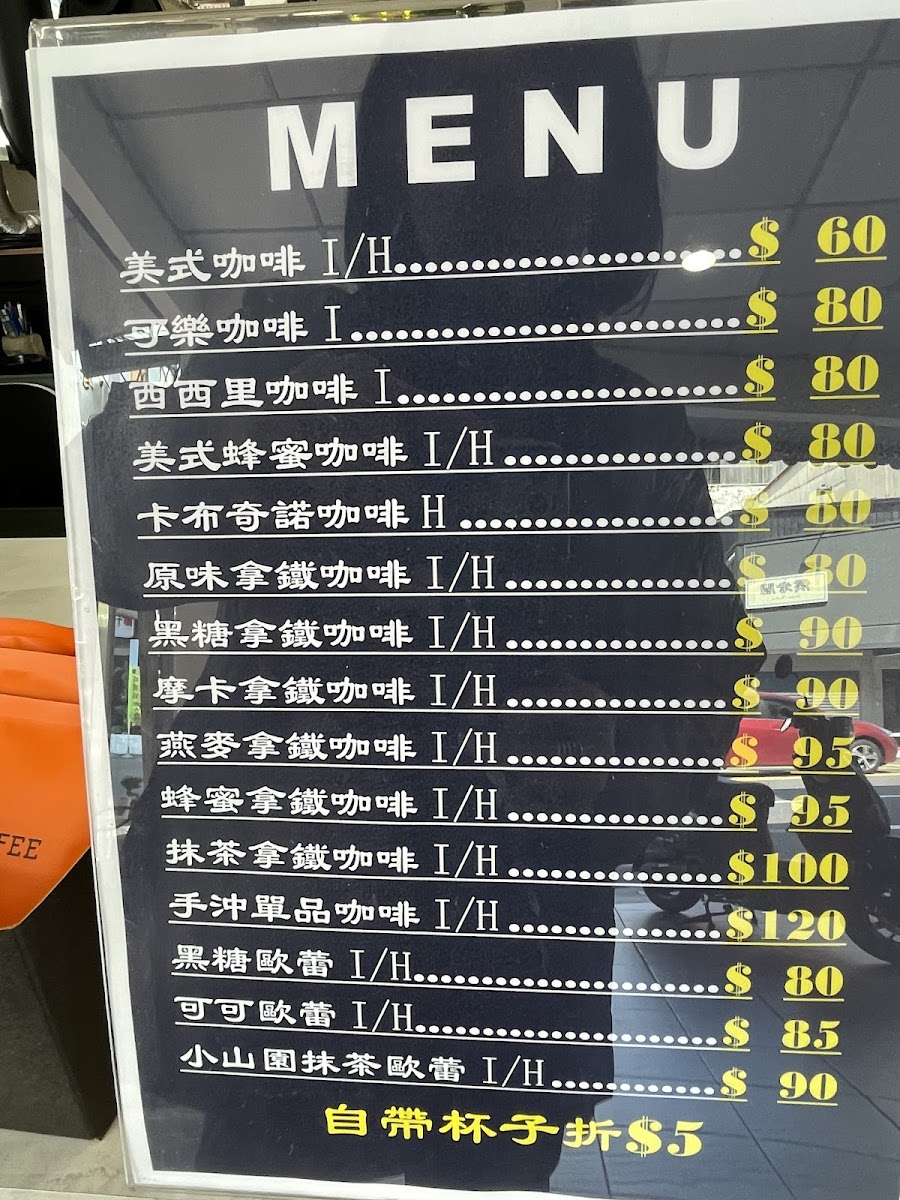 MENU
美式咖啡 I/H....................$ 60
可樂咖啡 I....................$ 80
西西里咖啡 I....................$ 80
美式蜂蜜咖啡 I/H....................$ 80
卡布奇諾咖啡 H....................$ 80
原味拿鐵咖啡 I/H....................$ 80
黑糖拿鐵咖啡 I/H....................$ 90
摩卡拿鐵咖啡 I/H....................$ 90
燕麥拿鐵咖啡 I/H....................$ 95
蜂蜜拿鐵咖啡 I/H....................$ 95
抹茶拿鐵咖啡 I/H....................$100
手沖單品咖啡 I/H....................$120
黑糖歐蕾 I/H....................$ 80
可可歐蕾 I/H....................$ 85
小山園抹茶歐蕾 I/H....................$ 90
自帶杯子折$5
FEE